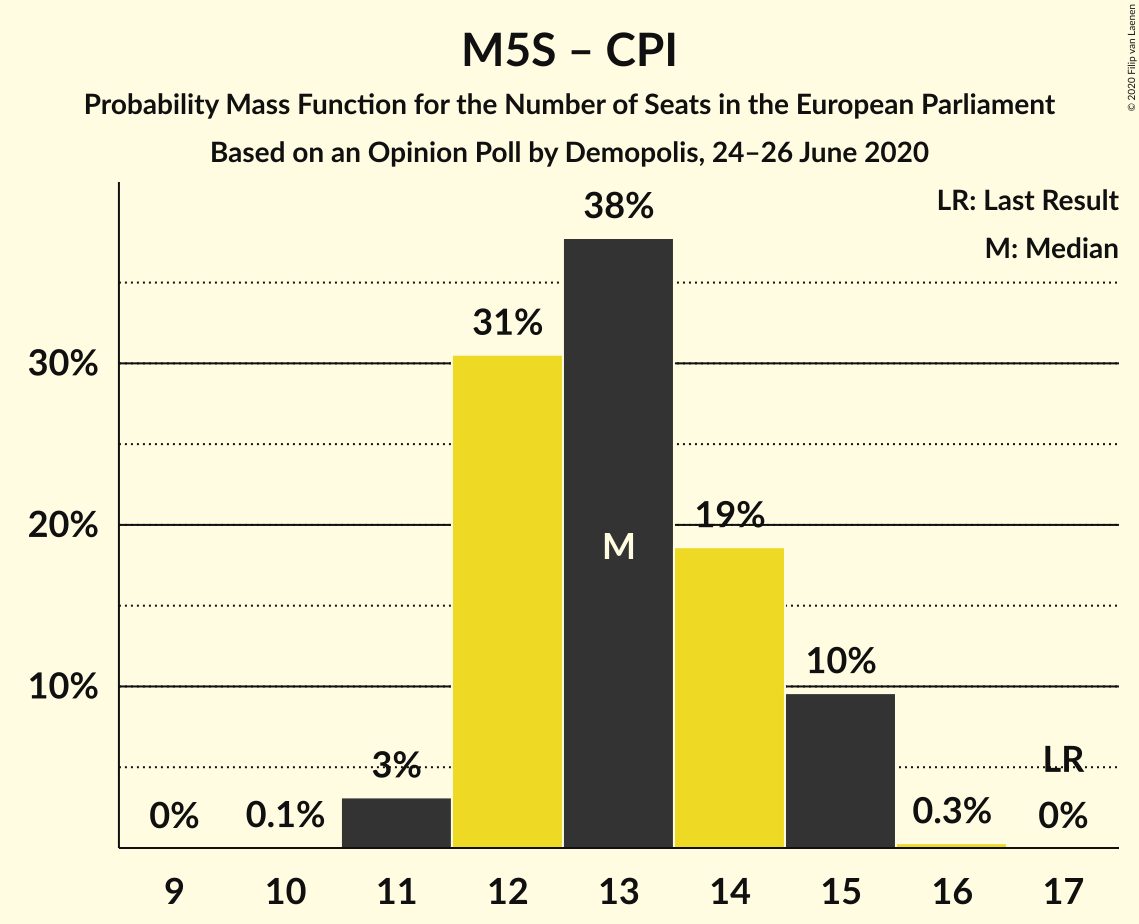 M5S – CPI
Probability Mass Function for the Number of Seats in the European Parliament
Based on an Opinion Poll by Demopolis, 24–26 June 2020
© 2020 Filip van Laenen
LR: Last Result
M: Median
38%
31%
30%
19%
20%
M
10%
10%
LR
3%
0%
0.1%
0.3%
0%
9 10 11 12 13 14 15 16 17